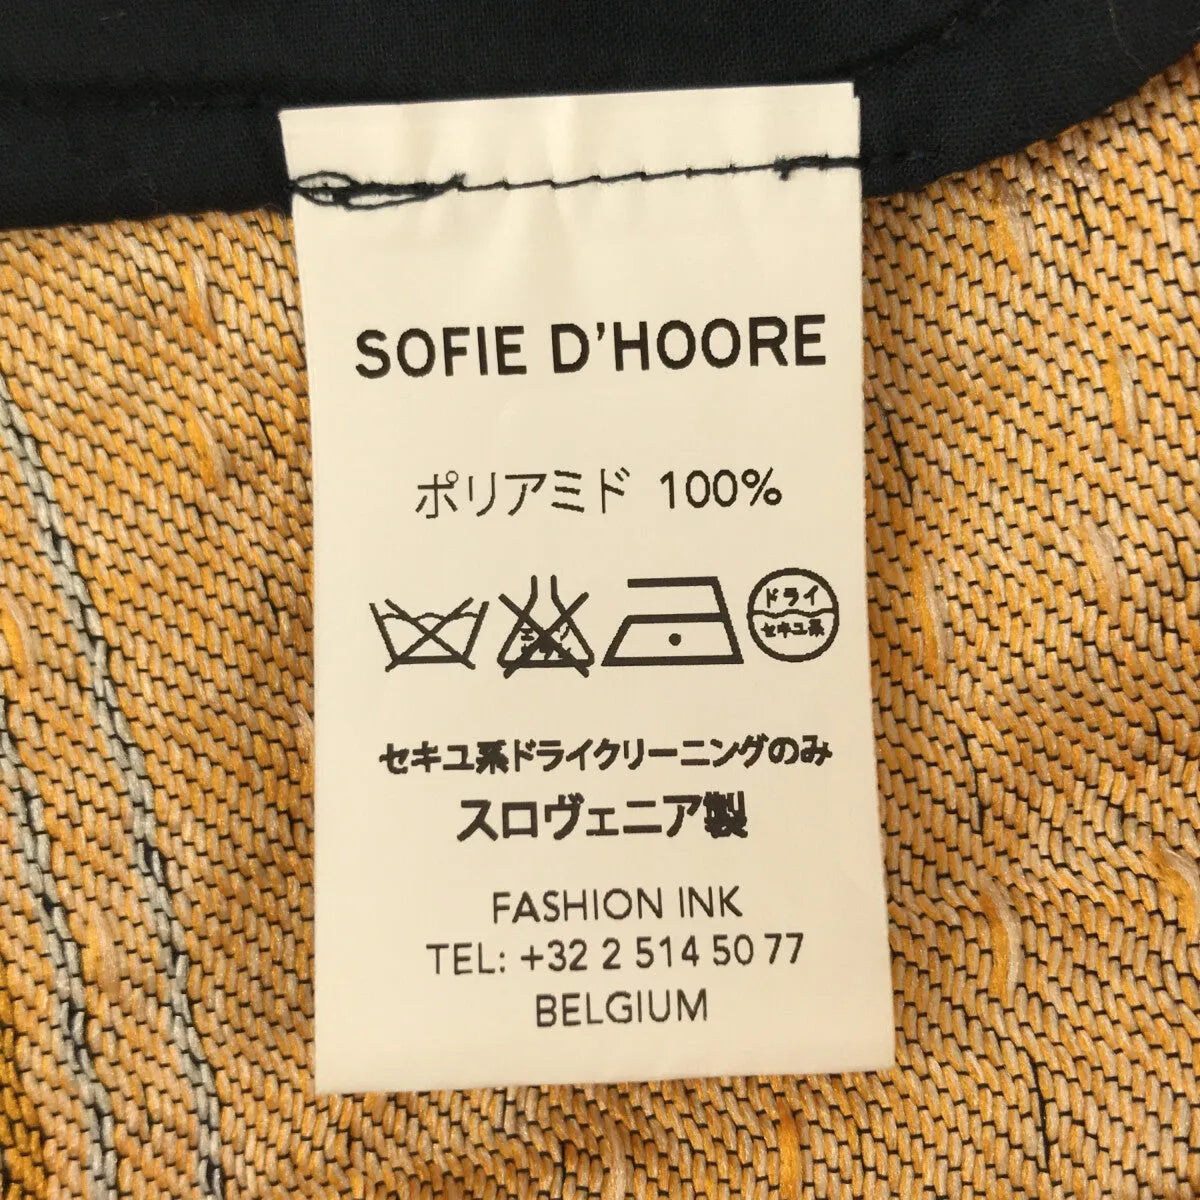 SOFIE D'HOORE
ポリアミド 100%
ドライ
セキユ系
セキユ系ドライクリーニングのみ
スロヴェニア製
FASHION INK
TEL: +32 2 514 50 77
BELGIUM